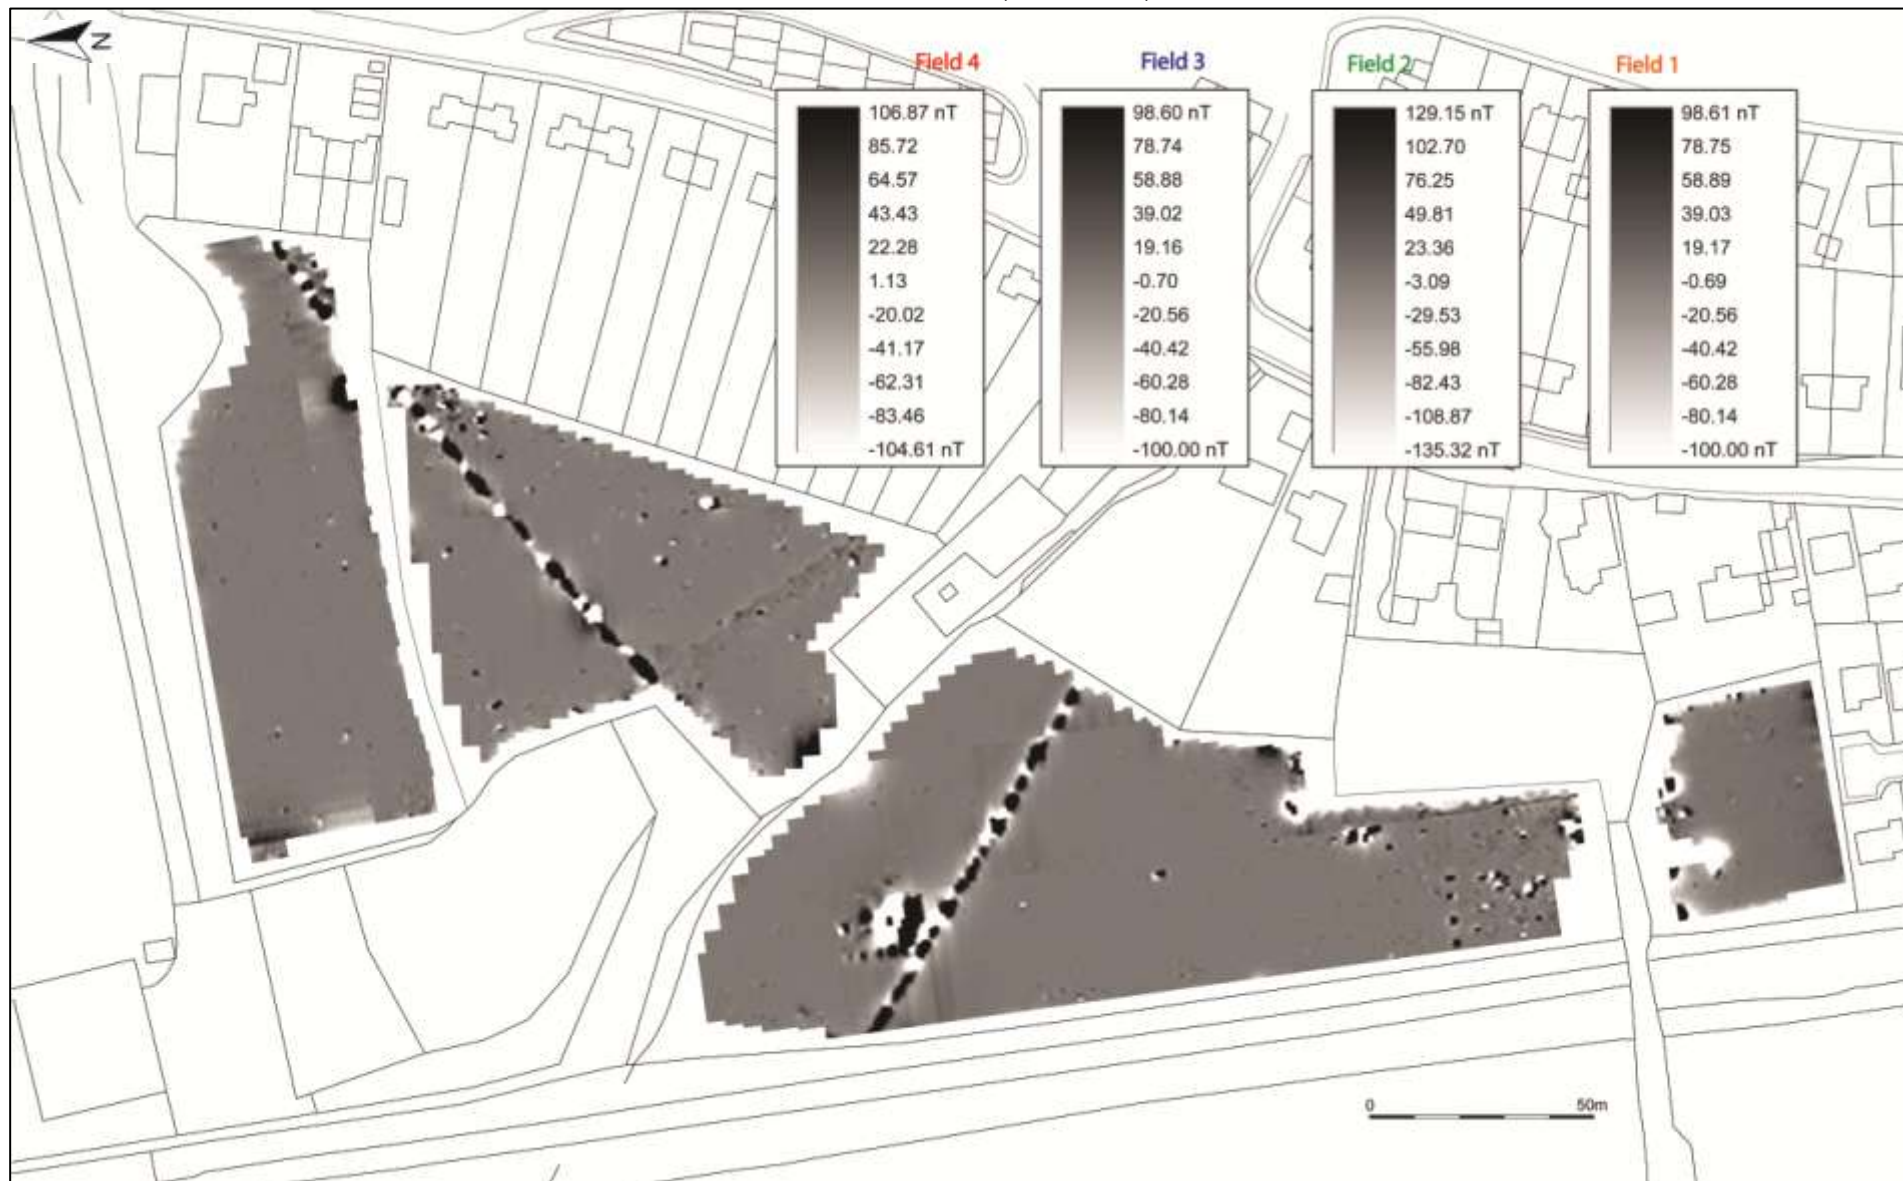 N
Field 4
Field 3
Field 2
Field 1
106.87 nT
85.72
64.57
43.43
22.28
1.13
-20.02
-41.17
-62.31
-83.46
-104.61 nT
98.60 nT
78.74
58.88
39.02
19.16
-0.70
-20.56
-40.42
-60.28
-80.14
-100.00 nT
129.15 nT
102.70
76.25
49.81
23.36
-3.09
-29.53
-55.98
-82.43
-108.87
-135.32 nT
98.61 nT
78.75
58.89
39.03
19.17
-0.69
-20.56
-40.42
-60.28
-80.14
-100.00 nT
0 50m